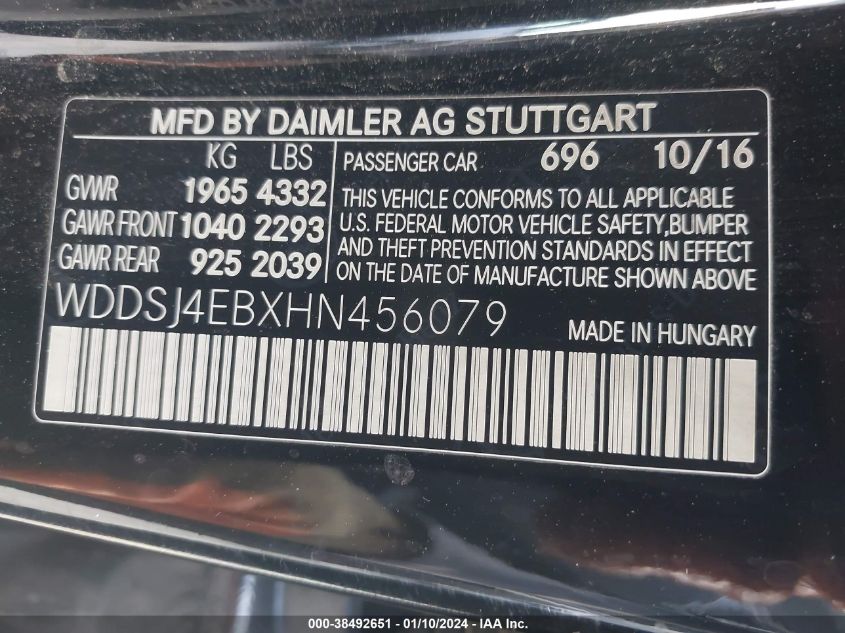 MFD BY DAIMLER AG STUTTGART
KG LBS
GVWR 1965 4332
GAWR FRONT 1040 2293
GAWR REAR 925 2039
PASSENGER CAR 696 10/16
THIS VEHICLE CONFORMS TO ALL APPLICABLE
U.S. FEDERAL MOTOR VEHICLE SAFETY,BUMPER
AND THEFT PREVENTION STANDARDS IN EFFECT
ON THE DATE OF MANUFACTURE SHOWN ABOVE
WDDSJ4EBXHN456079
MADE IN HUNGARY
000-38492651 - 01/10/2024 - IAA Inc.